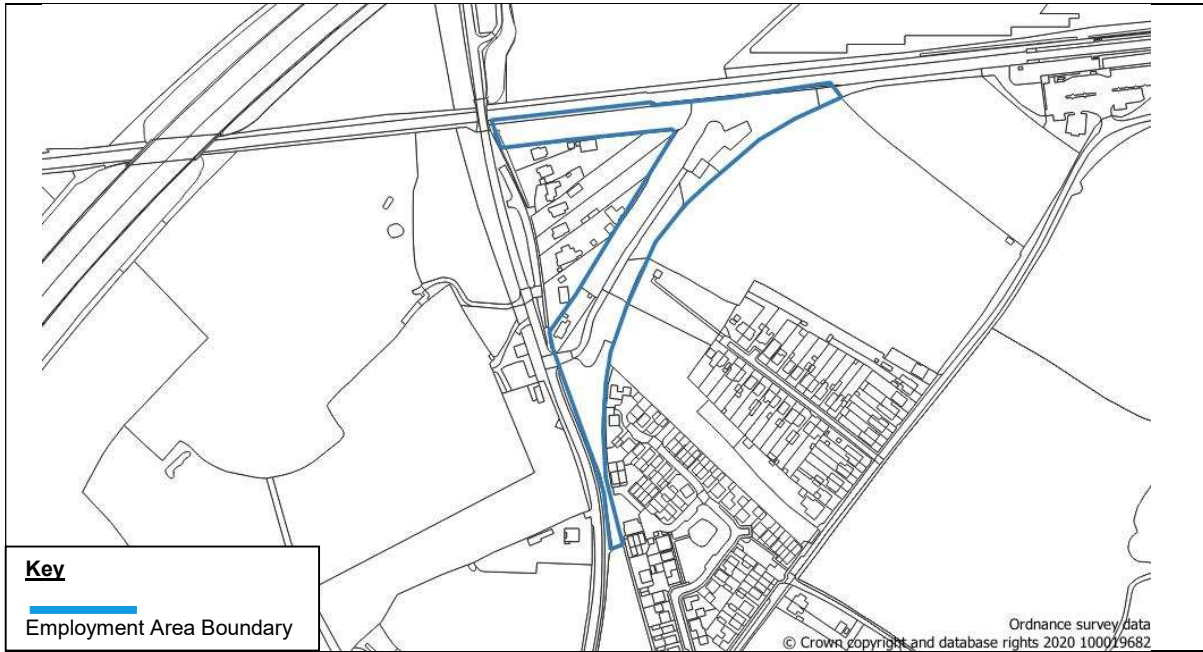 Key
Employment Area Boundary
Ordnance survey data
© Crown copyright and database rights 2020 100019682